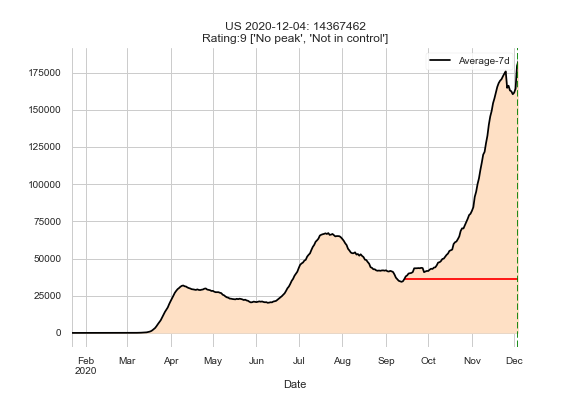 US 2020-12-04: 14367462
Rating:9 ['No peak', 'Not in control']
Average-7d
175000
150000
125000
100000
75000
50000
25000
0
Feb Mar Apr May Jun Jul Aug Sep Oct Nov Dec
2020
Date